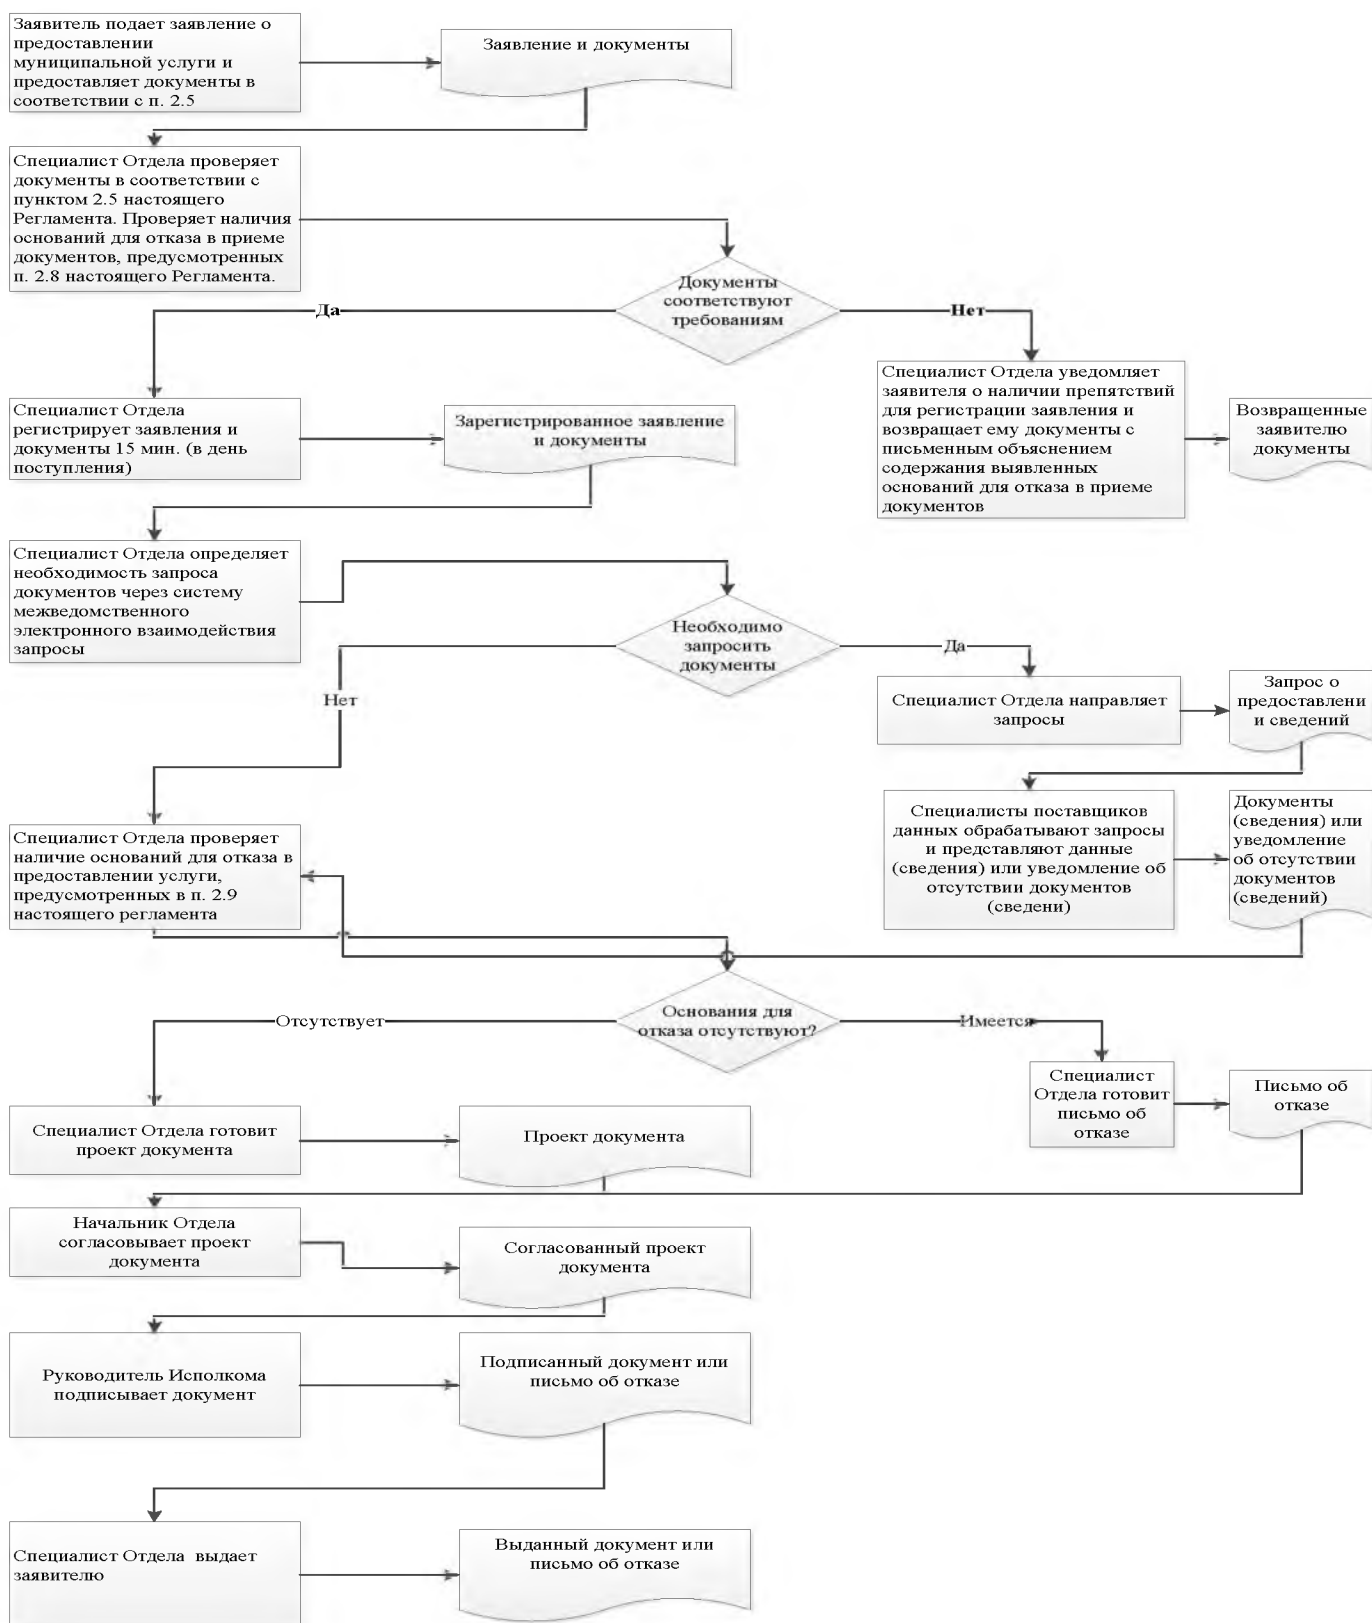 Заявитель подает заявление о
предоставлении
муниципальной услуги и
предоставляет документы в
соответствии с п. 2.5
Заявление и документы
Специалист Отдела проверяет
документы в соответствии с
пунктом 2.5 настоящего
Регламента. Проверяет наличия
оснований для отказа в приеме
документов, предусмотренных
п. 2.8 настоящего Регламента.
Документы
соответствуют
требованиям
Да
Нет
Специалист Отдела
регистрирует заявления и
документы 15 мин. (в день
поступления)
Зарегистрированное заявление
и документы
Специалист Отдела уведомляет
заявителя о наличии препятствий
для регистрации заявления и
возвращает ему документы с
письменным объяснением
содержания выявленных
оснований для отказа в приеме
документов
Возвращенные
заявителю
документы
Специалист Отдела определяет
необходимость запроса
документов через систему
межведомственного
электронного взаимодействия
запросы
Необходимо
запросить
документы
Да
Нет
Специалист Отдела направляет
запросы
Запрос о
предоставлени
и сведений
Специалисты поставщиков
данных обрабатывают запросы
и представляют данные
(сведения) или уведомление об
отсутствии документов
(сведени)
Документы
(сведения) или
уведомление
об отсутствии
документов
(сведений)
Специалист Отдела проверяет
наличие оснований для отказа в
предоставлении услуги,
предусмотренных в п. 2.9
настоящего регламента
Основания для
отказа отсутствуют?
Отсутствует
Имеется
Специалист
Отдела готовит
письмо об
отказе
Письмо об
отказе
Специалист Отдела готовит
проект документа
Проект документа
Начальник Отдела
согласовывает проект
документа
Согласованный проект
документа
Руководитель Исполкома
подписывает документ
Подписанный документ или
письмо об отказе
Специалист Отдела  выдает
заявителю
Выданный документ или
письмо об отказе